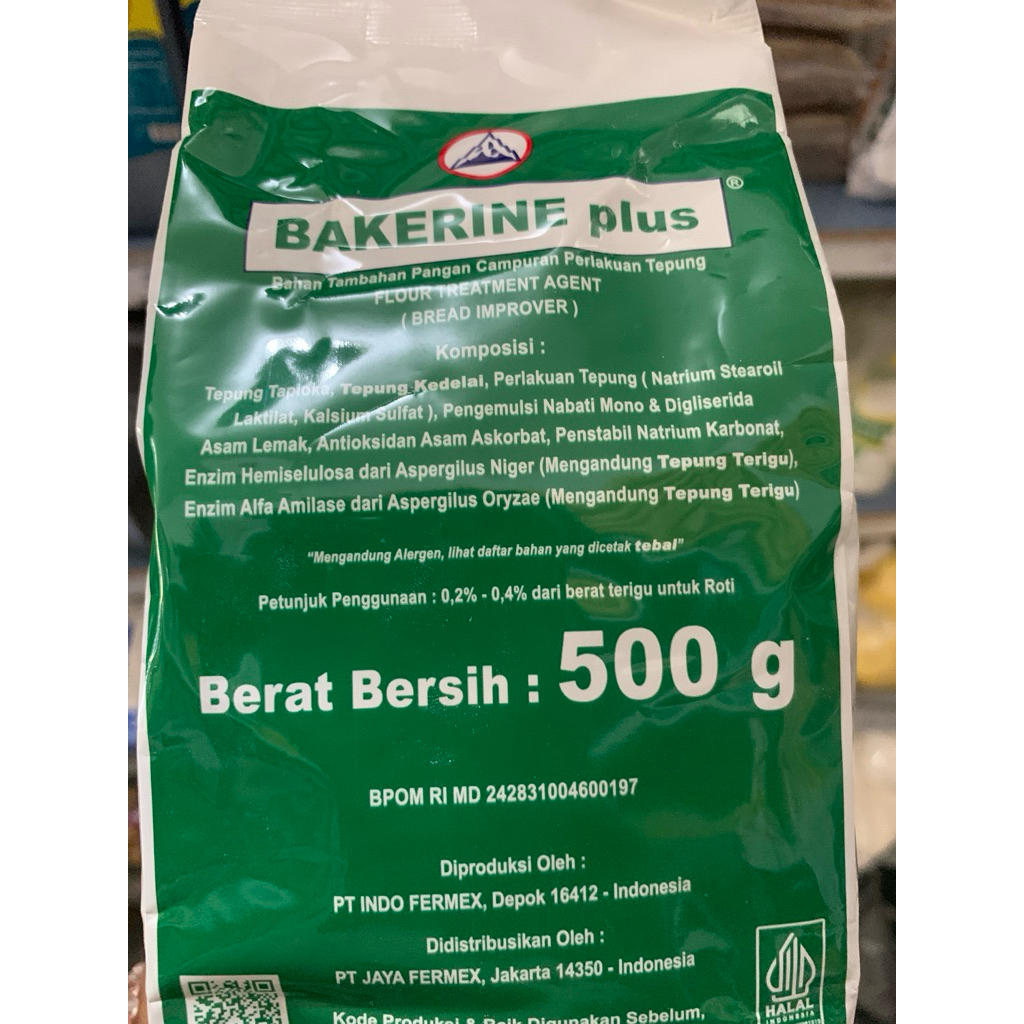 BAKERINE plus ®
Bahan Tambahan Pangan Campuran Perlakuan Tepung
FLOUR TREATMENT AGENT
( BREAD IMPROVER )
Komposisi :
Tepung Tapioka, Tepung Kedelai, Perlakuan Tepung ( Natrium Stearoil
Laktilat, Kalsium Sulfat ), Pengemulsi Nabati Mono & Digliserida
Asam Lemak, Antioksidan Asam Askorbat, Penstabil Natrium Karbonat,
Enzim Hemiselulosa dari Aspergilus Niger (Mengandung Tepung Terigu),
Enzim Alfa Amilase dari Aspergilus Oryzae (Mengandung Tepung Terigu)
“Mengandung Alergen, lihat daftar bahan yang dicetak tebal”
Petunjuk Penggunaan : 0,2% - 0,4% dari berat terigu untuk Roti
Berat Bersih : 500 g
BPOM RI MD 242831004600197
Diproduksi Oleh :
PT INDO FERMEX, Depok 16412 - Indonesia
Didistribusikan Oleh :
PT JAYA FERMEX, Jakarta 14350 - Indonesia
Kode Produksi & Baik Digunakan Sebelum,
HALAL
INDONESIA